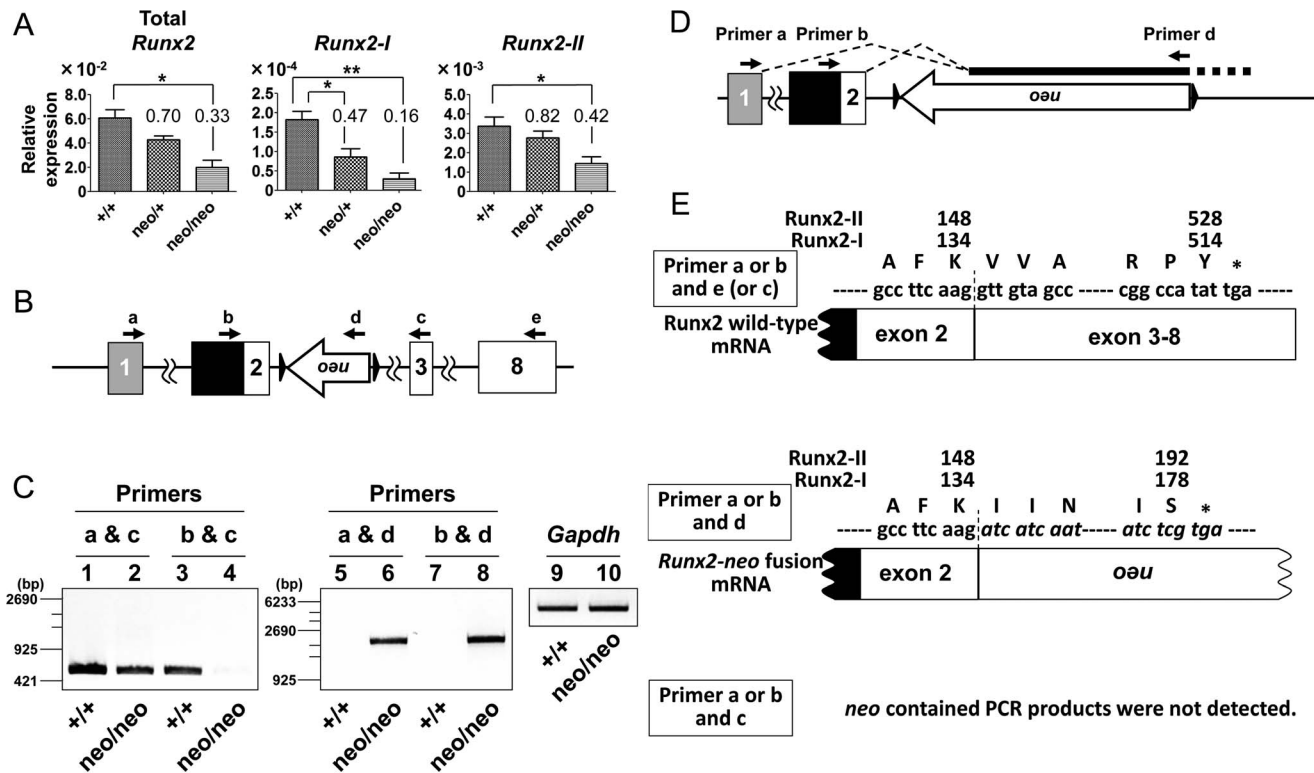 A
Total
Runx2
Runx2-I
Runx2-II
× 10-2
× 10-4
× 10-3
Relative expression
8.0
6.0
4.0
2.0
0
*
0.70
0.33
+/+
neo/+
neo/neo
2.5
2.0
1.5
1.0
0.5
0
**
*
0.47
0.16
+/+
neo/+
neo/neo
5.0
4.0
3.0
2.0
1.0
0
*
0.82
0.42
+/+
neo/+
neo/neo
B
a
b
d
c
e
1
2
neo
3
8
C
Primers
Primers
Gapdh
a & c
b & c
a & d
b & d
1 2 3 4
5 6 7 8
9 10
(bp)
2690
925
421
(bp)
6233
2690
925
+/+
neo/neo
+/+
neo/neo
+/+
neo/neo
+/+
neo/neo
+/+
neo/neo
D
Primer a Primer b Primer d
1
2
neo
E
Runx2-II 148 528
Runx2-I 134 514
Primer a or b
and e (or c)
A F K V V A R P Y *
----- gcc ttc aag gtt gta gcc ----- cgg cca tat tga -----
Runx2 wild-type
mRNA
exon 2
exon 3-8
Runx2-II 148 192
Runx2-I 134 178
Primer a or b
and d
A F K I I N I S *
----- gcc ttc aag atc atc aat ----- atc tcg tga ----
Runx2-neo fusion
mRNA
exon 2
neo
Primer a or b
and c
neo contained PCR products were not detected.